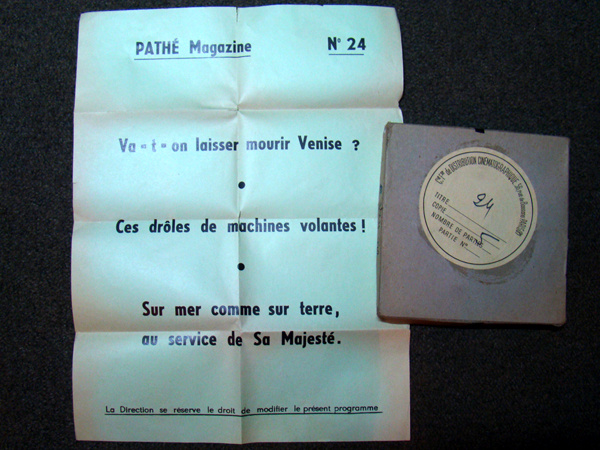 PATHÉ Magazine N° 24
Va-t-on laisser mourir Venise ?
Ces drôles de machines volantes !
Sur mer comme sur terre,
au service de Sa Majesté.
La Direction se réserve le droit de modifier le présent programme
DISTRIBUTION CINÉMATOGRAPHIQUE
TITRE
24
COPIE
NOMBRE DE PARTIES
PARTIE N°